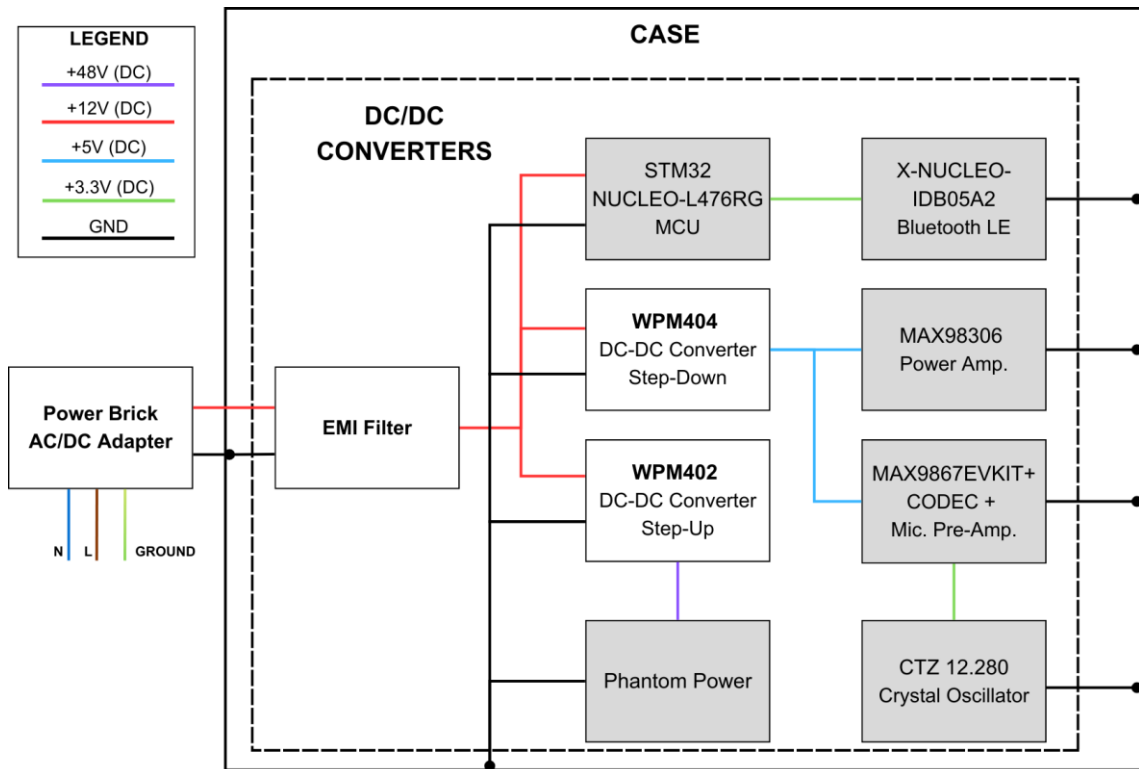 LEGEND
+48V (DC)
+12V (DC)
+5V (DC)
+3.3V (DC)
GND
CASE
DC/DC
CONVERTERS
STM32
NUCLEO-L476RG
MCU
X-NUCLEO-
IDB05A2
Bluetooth LE
WPM404
DC-DC Converter
Step-Down
MAX98306
Power Amp.
Power Brick
AC/DC Adapter
EMI Filter
WPM402
DC-DC Converter
Step-Up
MAX9867EVKIT+
CODEC +
Mic. Pre-Amp.
N
L
GROUND
Phantom Power
CTZ 12.280
Crystal Oscillator